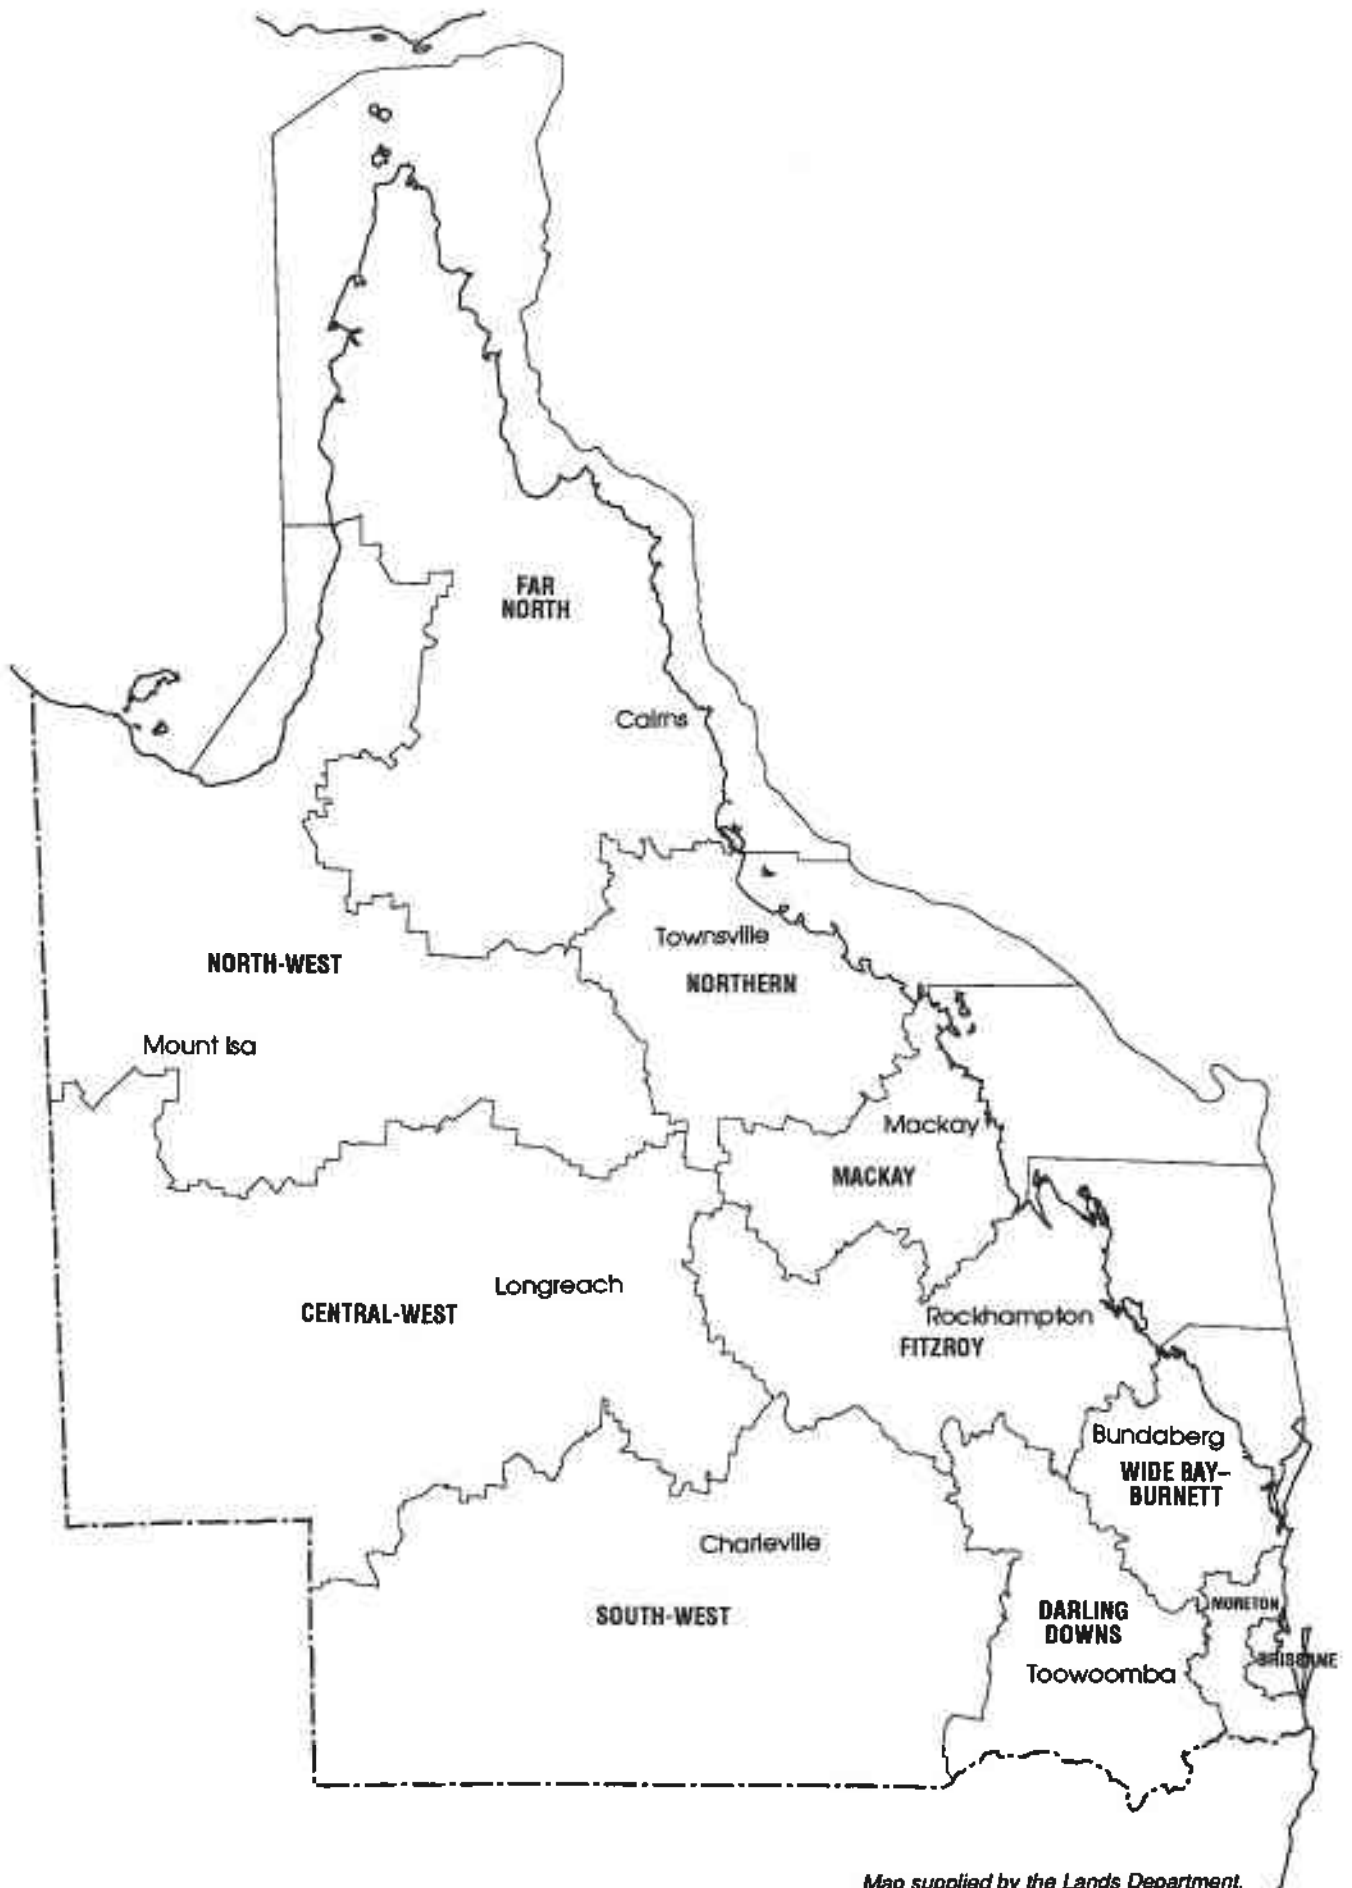 FAR
NORTH
Cairns
Townsville
NORTH-WEST
NORTHERN
Mount Isa
Mackay
MACKAY
Longreach
CENTRAL-WEST
Rockhampton
FITZROY
Bundaberg
WIDE BAY–
BURNETT
Charleville
SOUTH-WEST
DARLING
DOWNS
MORETON
BRISBANE
Toowoomba
Map supplied by the Lands Department.